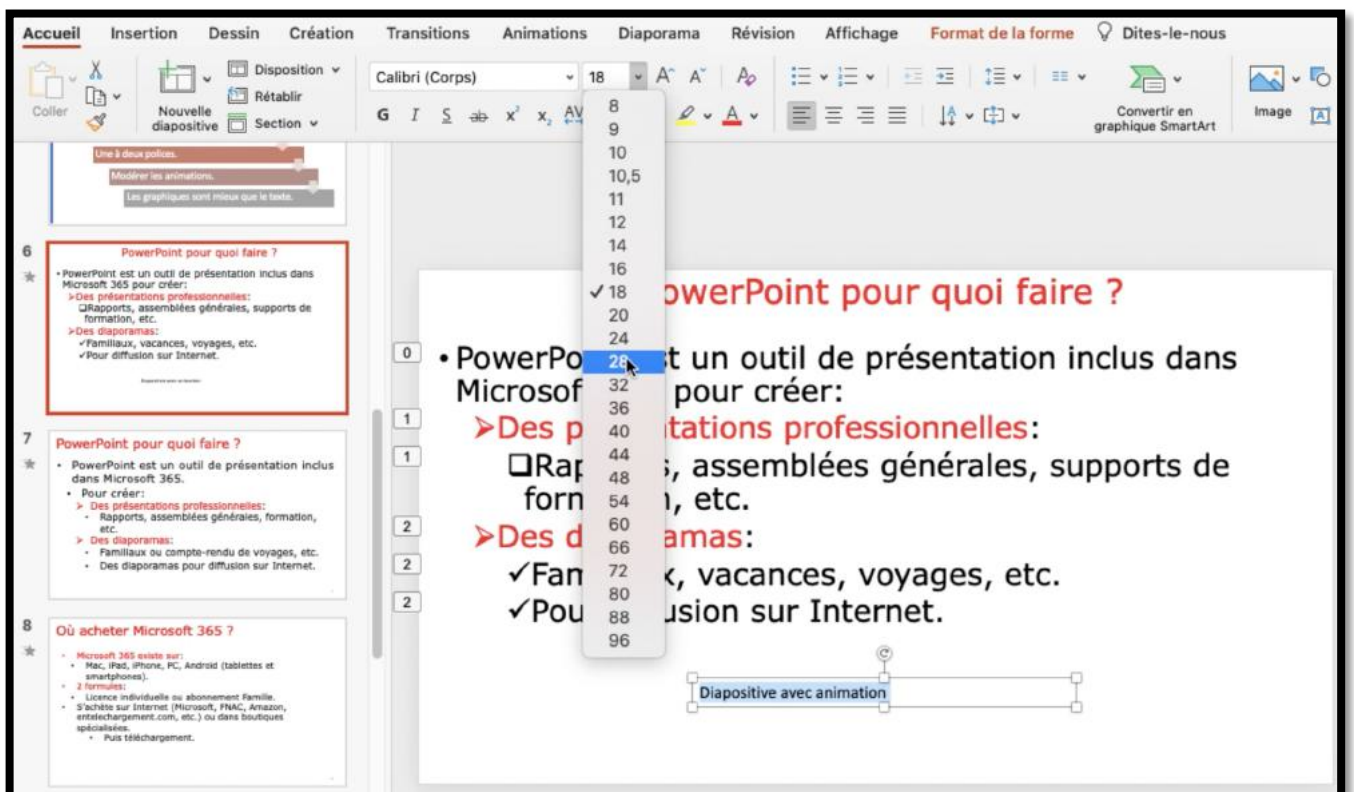 Accueil Insertion Dessin Création Transitions Animations Diaporama Révision Affichage Format de la forme Dites-le-nous
Coller
Nouvelle
diapositive
Disposition
Rétablir
Section
Calibri (Corps) 18
G I S ab x² x₂ AV
Convertir en
graphique SmartArt
Image
8
9
10
10,5
11
12
14
16
✓ 18
20
24
28
32
36
40
44
48
54
60
66
72
80
88
96
Une à deux polices.
Modérer les animations.
Les graphiques sont mieux que le texte.
6
PowerPoint pour quoi faire ?
• PowerPoint est un outil de présentation inclus dans
Microsoft 365 pour créer:
➢Des présentations professionnelles:
❑Rapports, assemblées générales, supports de
formation, etc.
➢Des diaporamas:
✓Familiaux, vacances, voyages, etc.
✓Pour diffusion sur Internet.
Diapositive avec animation
7
PowerPoint pour quoi faire ?
• PowerPoint est un outil de présentation inclus
dans Microsoft 365.
• Pour créer:
➢ Des présentations professionnelles:
• Rapports, assemblées générales, formation,
etc.
➢ Des diaporamas:
• Familiaux ou compte-rendu de voyages, etc.
• Des diaporamas pour diffusion sur Internet.
8
Où acheter Microsoft 365 ?
• Microsoft 365 existe sur:
• Mac, iPad, iPhone, PC, Android (tablettes et
smartphones).
• 2 formules:
• Licence individuelle ou abonnement Famille.
• S'achète sur Internet (Microsoft, FNAC, Amazon,
entelechargement.com, etc.) ou dans boutiques
spécialisées.
• Puis téléchargement.
owerPoint pour quoi faire ?
0
• PowerPo st un outil de présentation inclus dans
Microsof pour créer:
1
➢Des p tations professionnelles:
1
❑Rap s, assemblées générales, supports de
form n, etc.
2
➢Des d amas:
2
✓Fam x, vacances, voyages, etc.
2
✓Pou usion sur Internet.
Diapositive avec animation